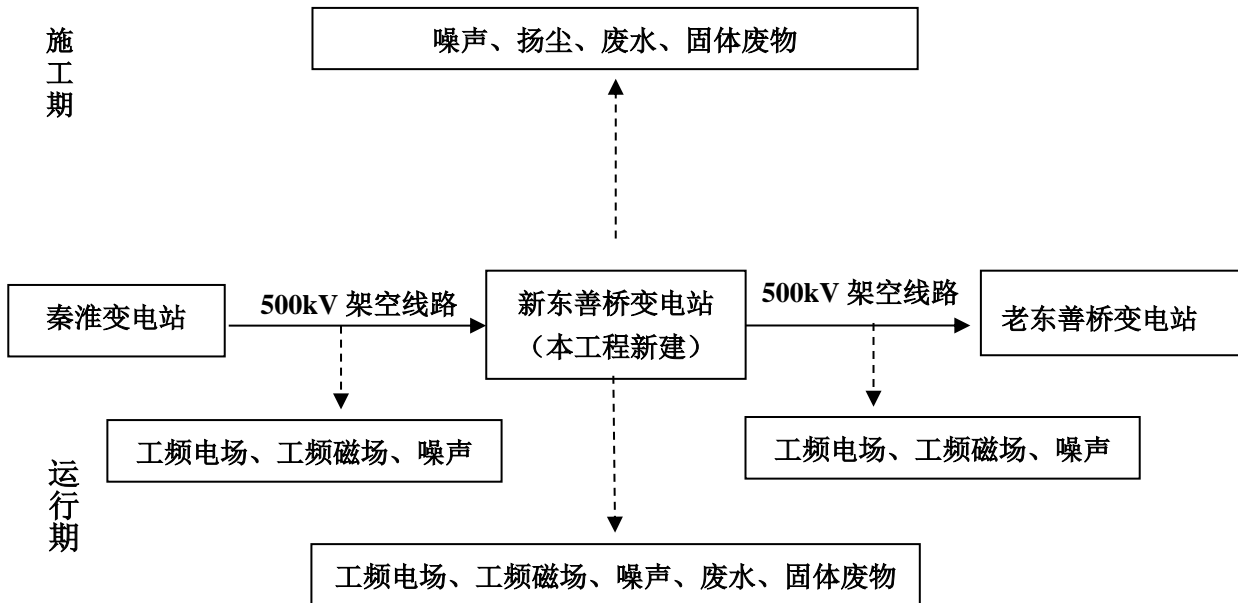 施工期
噪声、扬尘、废水、固体废物
秦淮变电站
500kV 架空线路
新东善桥变电站
（本工程新建）
500kV 架空线路
老东善桥变电站
工频电场、工频磁场、噪声
工频电场、工频磁场、噪声
运行期
工频电场、工频磁场、噪声、废水、固体废物